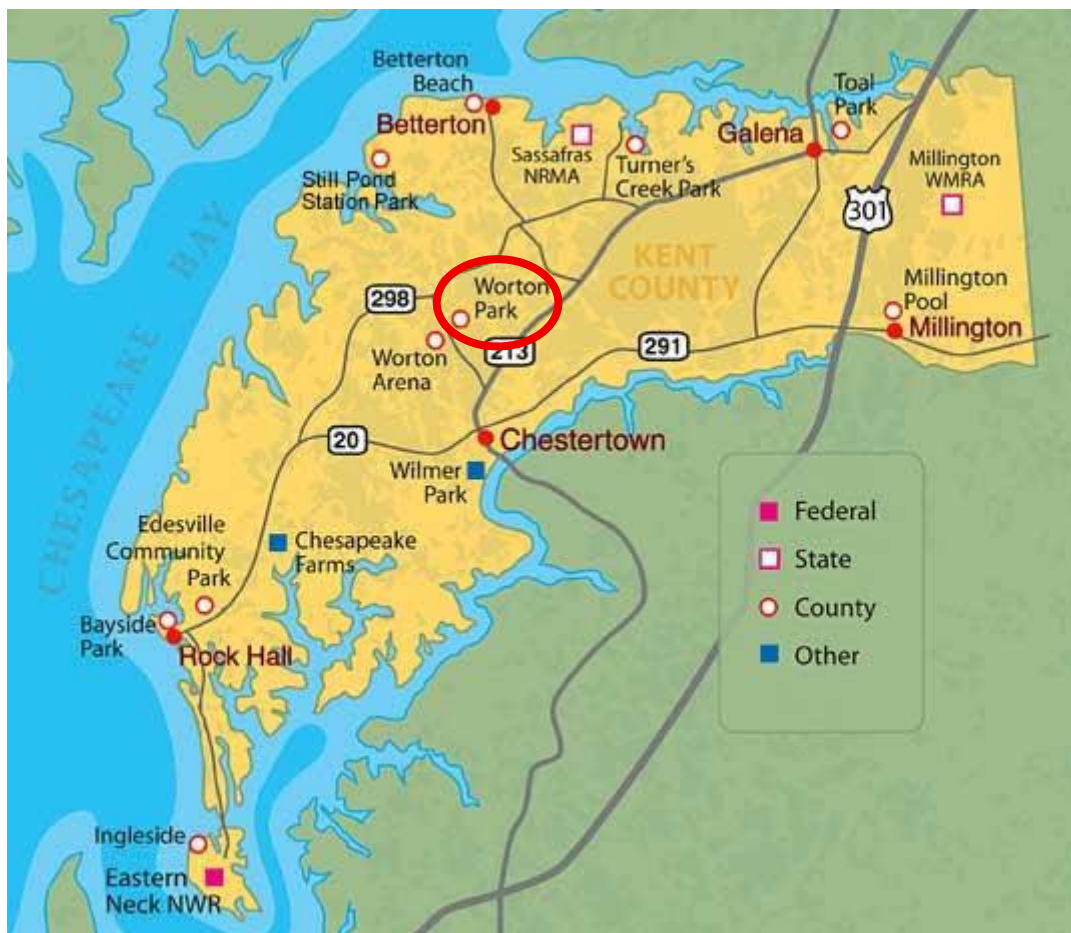 Betterton
Beach
Betterton
Toal
Park
Galena
Sassafras
NRMA
Turner's
Creek Park
Millington
WMRA
Still Pond
Station Park
301
CHESAPEAKE BAY
KENT
COUNTY
Worton
Park
298
Millington
Pool
Millington
Worton
Arena
213
291
20
Chestertown
Wilmer
Park
Edesville
Community
Park
Chesapeake
Farms
Bayside
Park
Rock Hall
Federal
State
County
Other
Ingleside
Eastern
Neck NWR